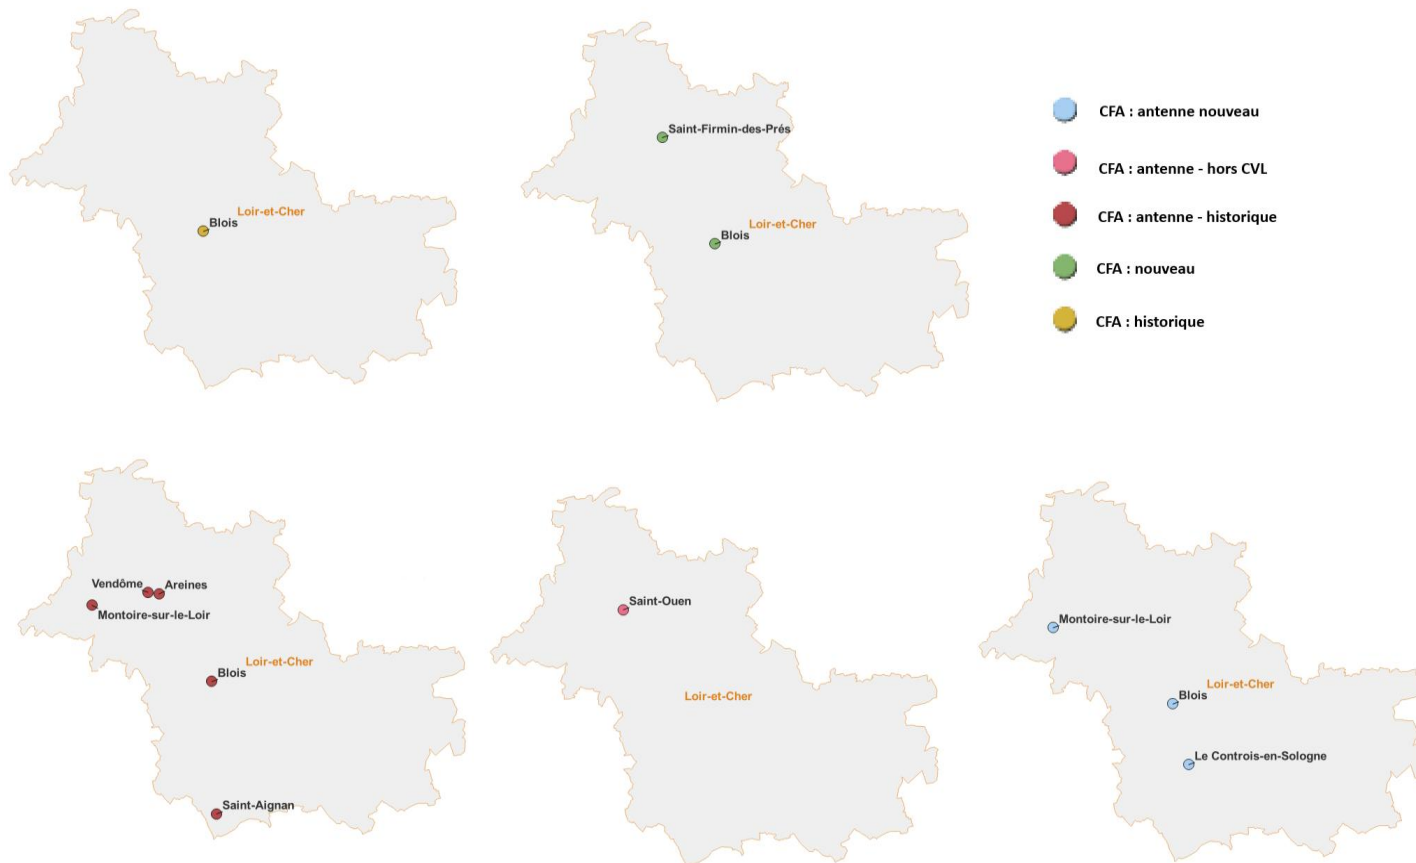 Loir-et-Cher
Blois
Saint-Firmin-des-Prés
Loir-et-Cher
Blois
CFA : antenne nouveau
CFA : antenne - hors CVL
CFA : antenne - historique
CFA : nouveau
CFA : historique
Vendôme
Areines
Montoire-sur-le-Loir
Loir-et-Cher
Blois
Saint-Aignan
Saint-Ouen
Loir-et-Cher
Montoire-sur-le-Loir
Loir-et-Cher
Blois
Le Controis-en-Sologne